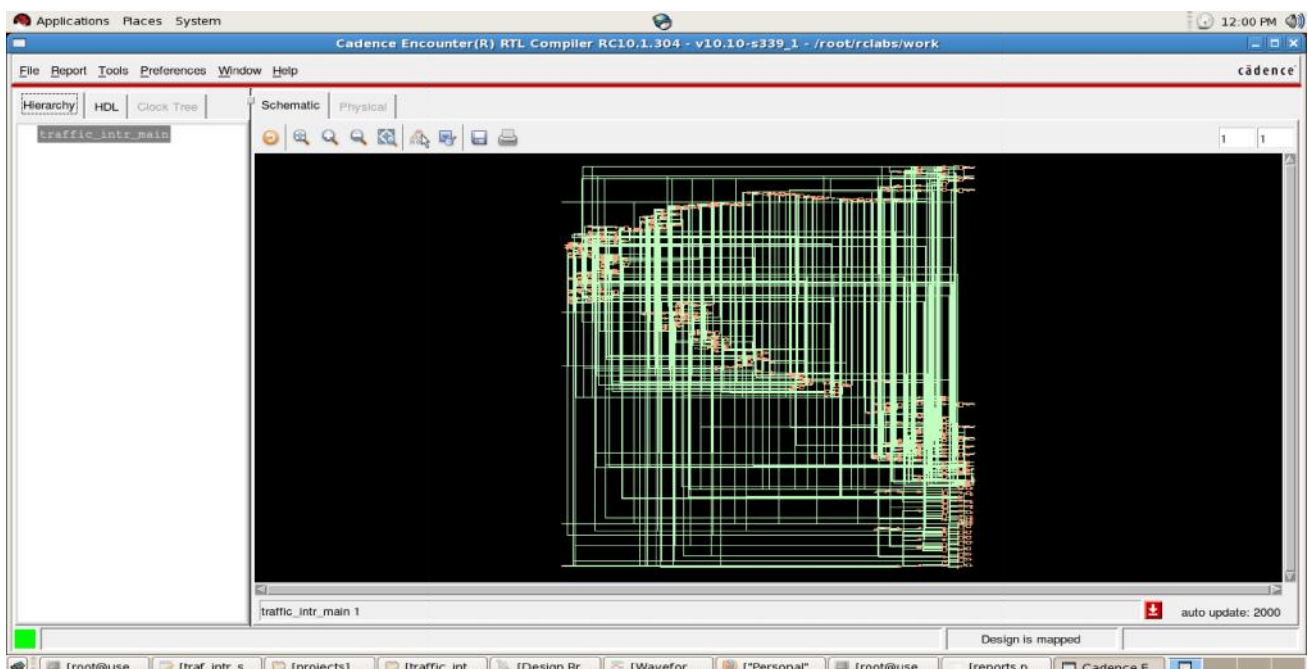 Applications Places System 12:00 PM
Cadence Encounter(R) RTL Compiler RC10.1.304 - v10.10-s339_1 - /root/rclabs/work
File Report Tools Preferences Window Help cādence
Hierarchy HDL Clock Tree Schematic Physical
traffic_intr_main
1 1
traffic_intr_main 1 auto update: 2000
Design is mapped
[root@use... [traf_intr_s... [projects] [traffic_int... [Design Br... [Wavefor... ["Personal" [root@use... [reports_n... Cadence E...